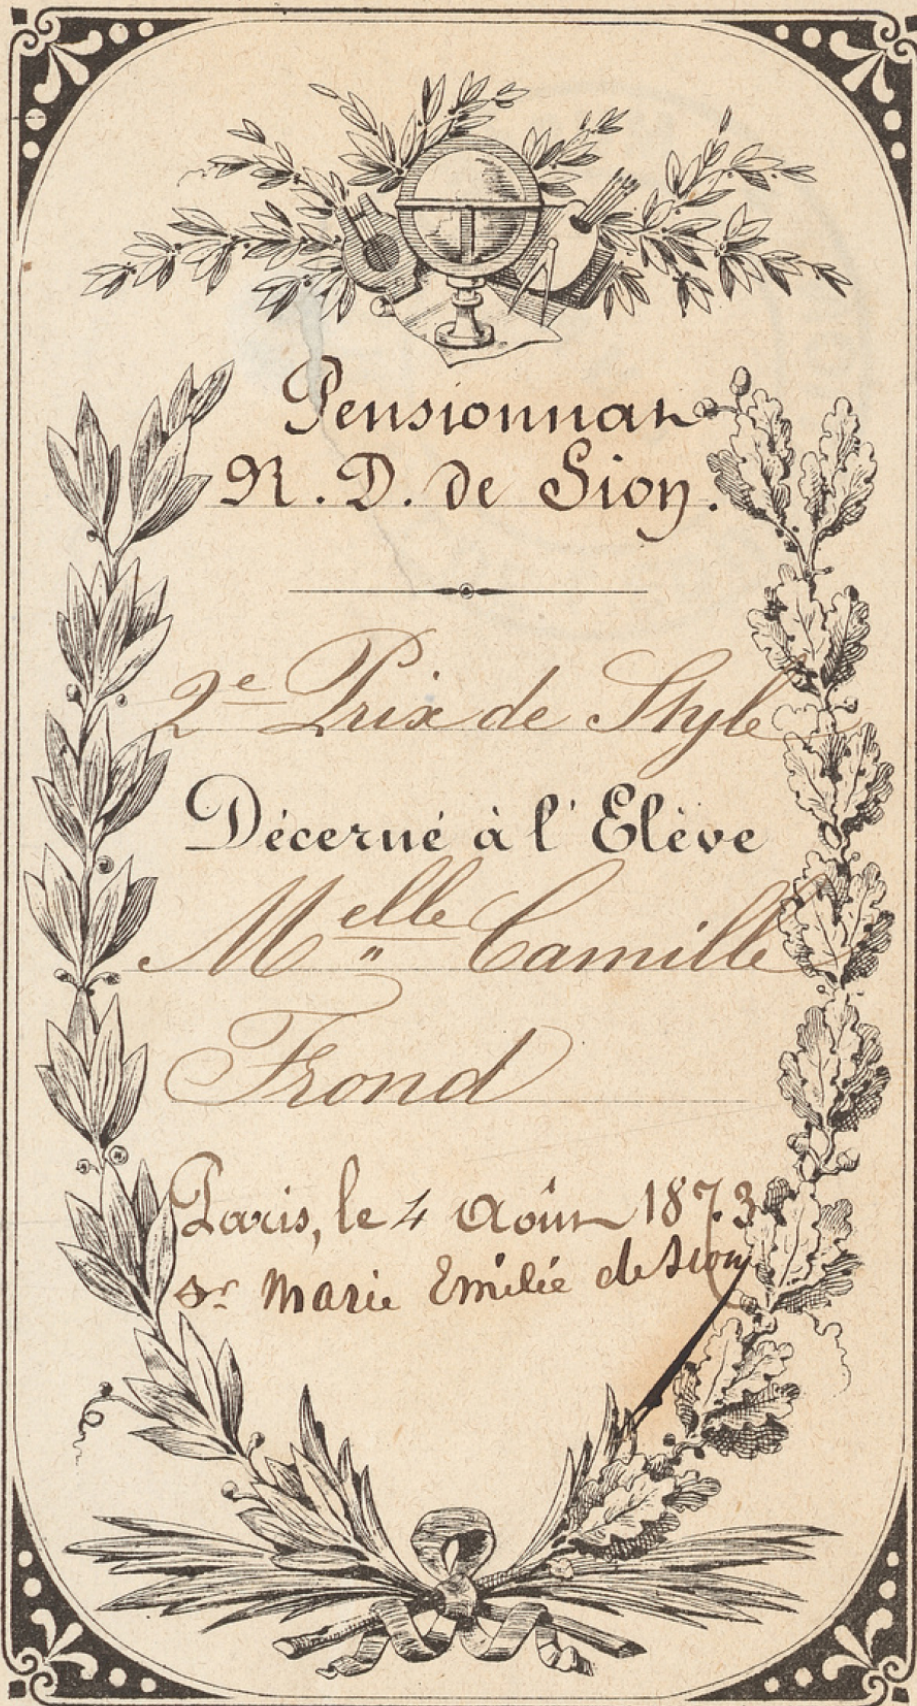 Pensionnat
N. D. de Sion.
2e Prix de Style
Décerné à l'Elève
Melle Camille
Frond
Paris, le 4 Août 1873
Sr Marie Emilie de Sion